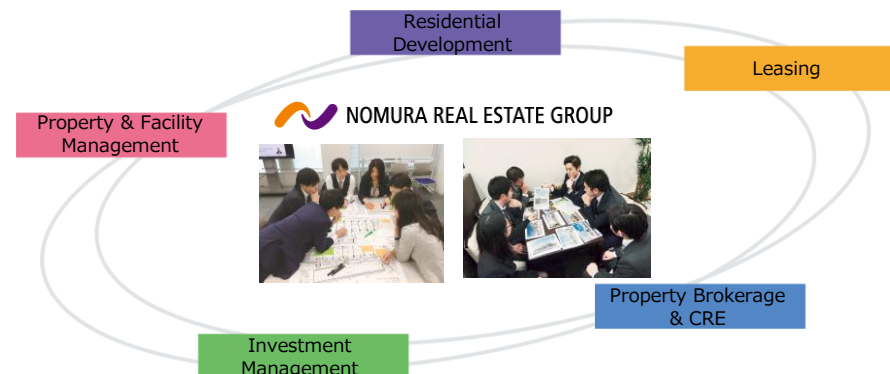 Residential
Development
Leasing
Property & Facility
Management
NOMURA REAL ESTATE GROUP
Property Brokerage
& CRE
Investment
Management